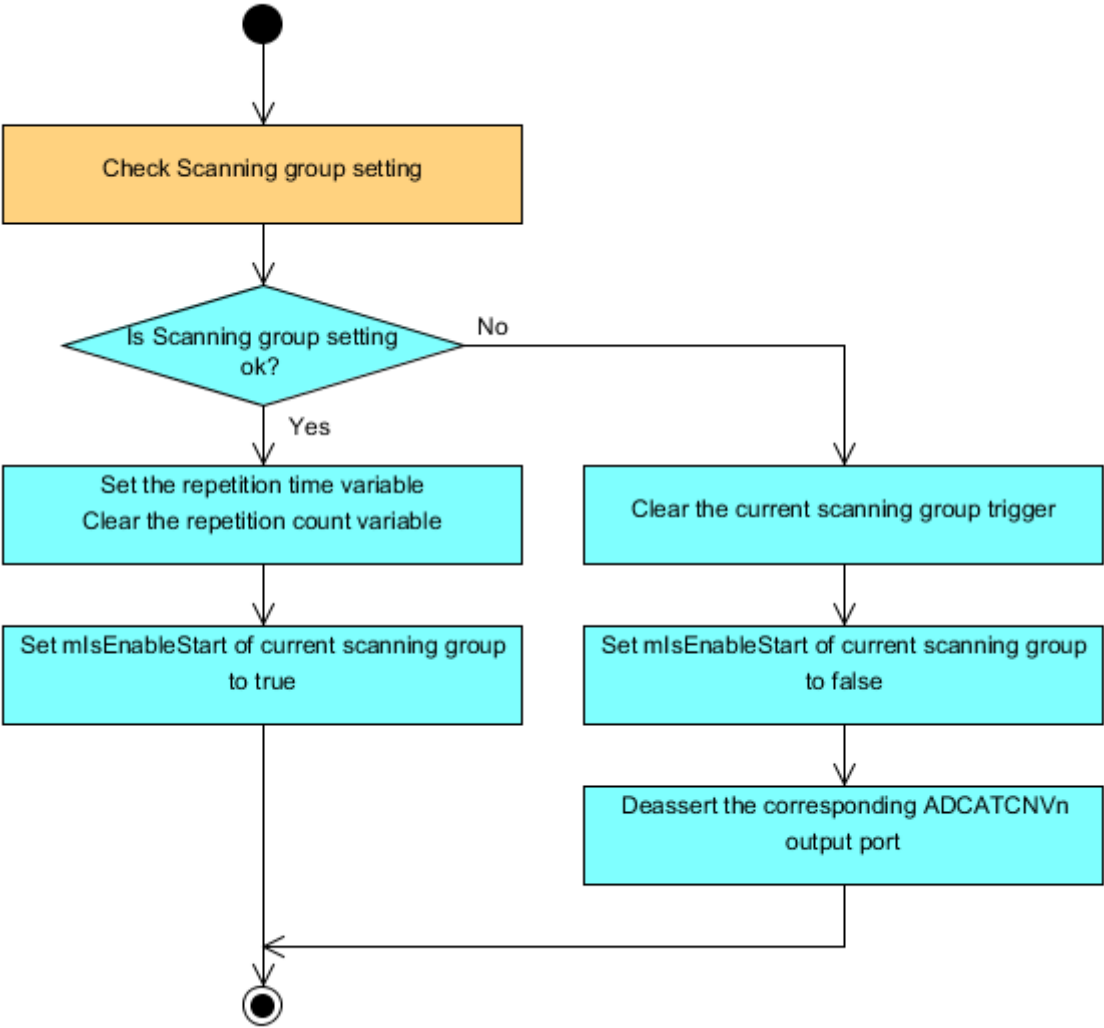 Check Scanning group setting
Is Scanning group setting
ok?
No
Yes
Set the repetition time variable
Clear the repetition count variable
Clear the current scanning group trigger
Set mIsEnableStart of current scanning group
to true
Set mIsEnableStart of current scanning group
to false
Deassert the corresponding ADCATCNVn
output port